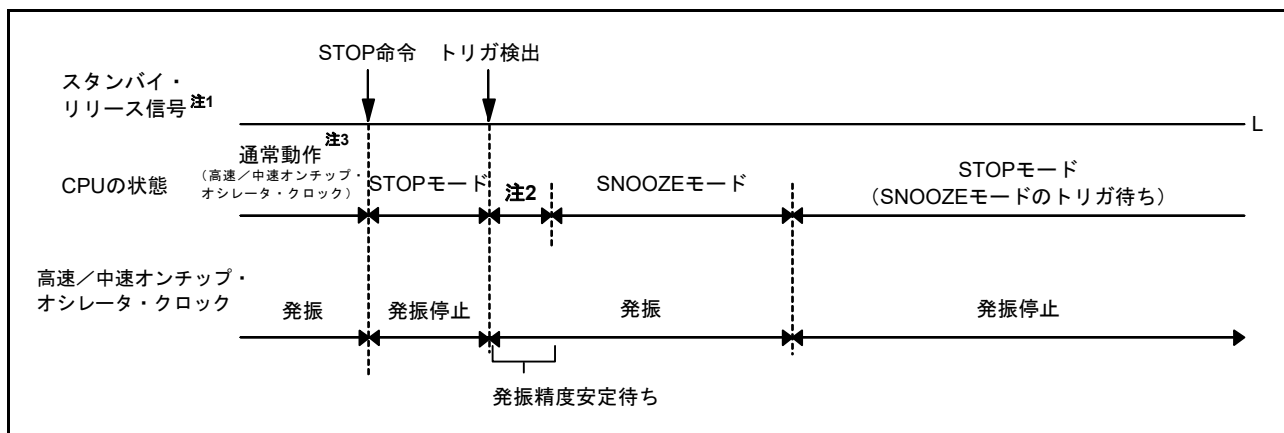 STOP命令 トリガ検出
スタンバイ・
リリース信号注1
L
通常動作注3
（高速／中速オンチップ・
オシレータ・クロック）
CPUの状態
STOPモード
注2
SNOOZEモード
STOPモード
（SNOOZEモードのトリガ待ち）
高速／中速オンチップ・
オシレータ・クロック
発振 発振停止 発振 発振停止
発振精度安定待ち